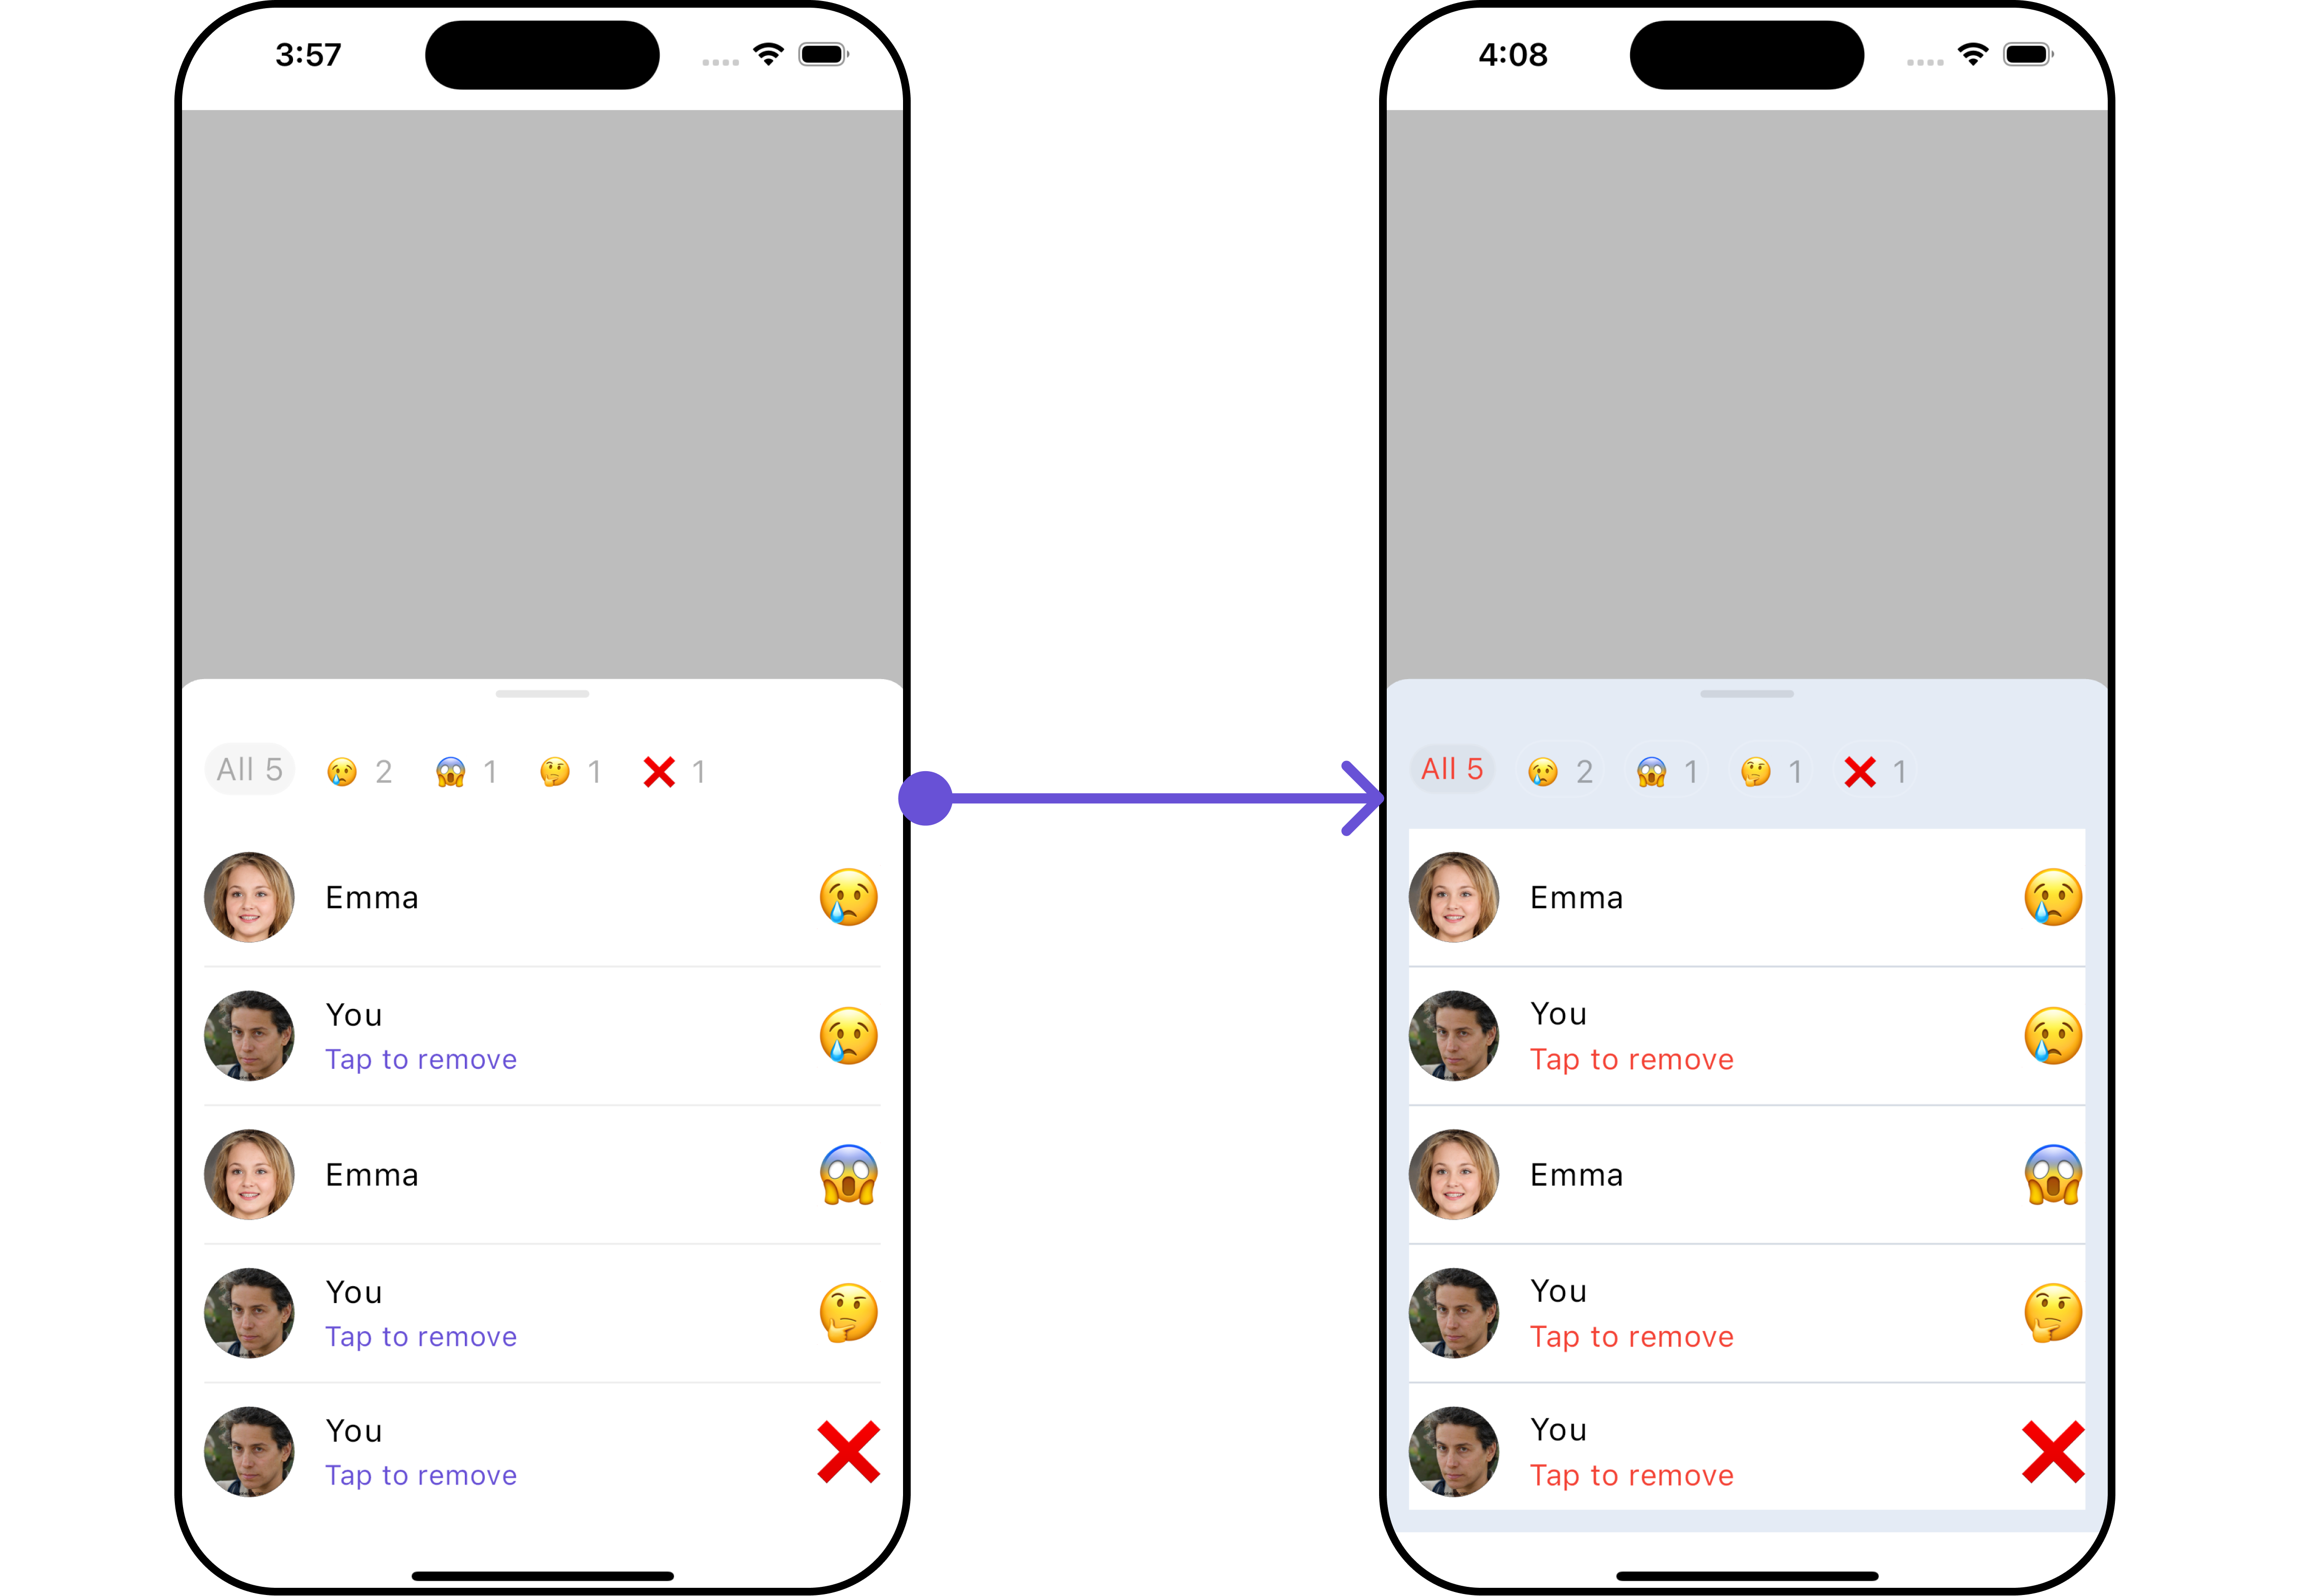 3:57
All 5
😢 2
😱 1
🤔 1
❌ 1
Emma
You
Tap to remove
Emma
You
Tap to remove
You
Tap to remove
4:08
All 5
😢 2
😱 1
🤔 1
❌ 1
Emma
You
Tap to remove
Emma
You
Tap to remove
You
Tap to remove